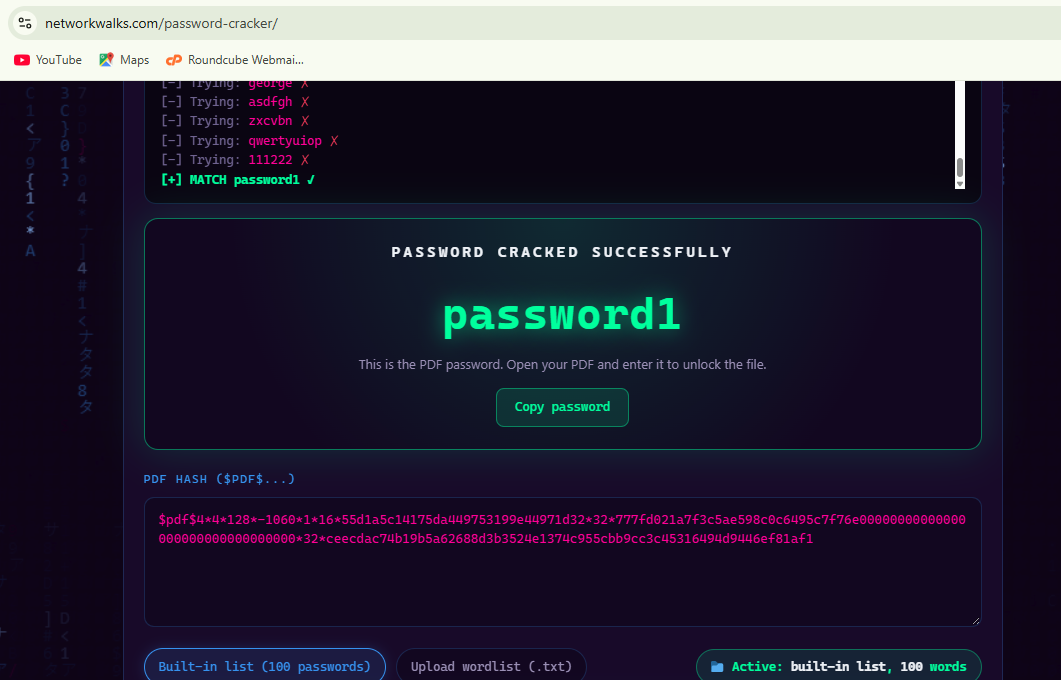 networkwalks.com/password-cracker/
YouTube
Maps
Roundcube Webmai...
[-] Trying: george ✗
[-] Trying: asdfgh ✗
[-] Trying: zxcvbn ✗
[-] Trying: qwertyuiop ✗
[-] Trying: 111222 ✗
[+] MATCH password1 ✓
PASSWORD CRACKED SUCCESSFULLY
password1
This is the PDF password. Open your PDF and enter it to unlock the file.
Copy password
PDF HASH ($PDF$...)
$pdf$4*4*128*-1060*1*16*55d1a5c14175da449753199e44971d32*32*777fd021a7f3c5ae598c0c6495c7f76e00000000000000
000000000000000000*32*ceecdac74b19b5a62688d3b3524e1374c955cbb9cc3c45316494d9446ef81af1
Built-in list (100 passwords)
Upload wordlist (.txt)
Active: built-in list, 100 words